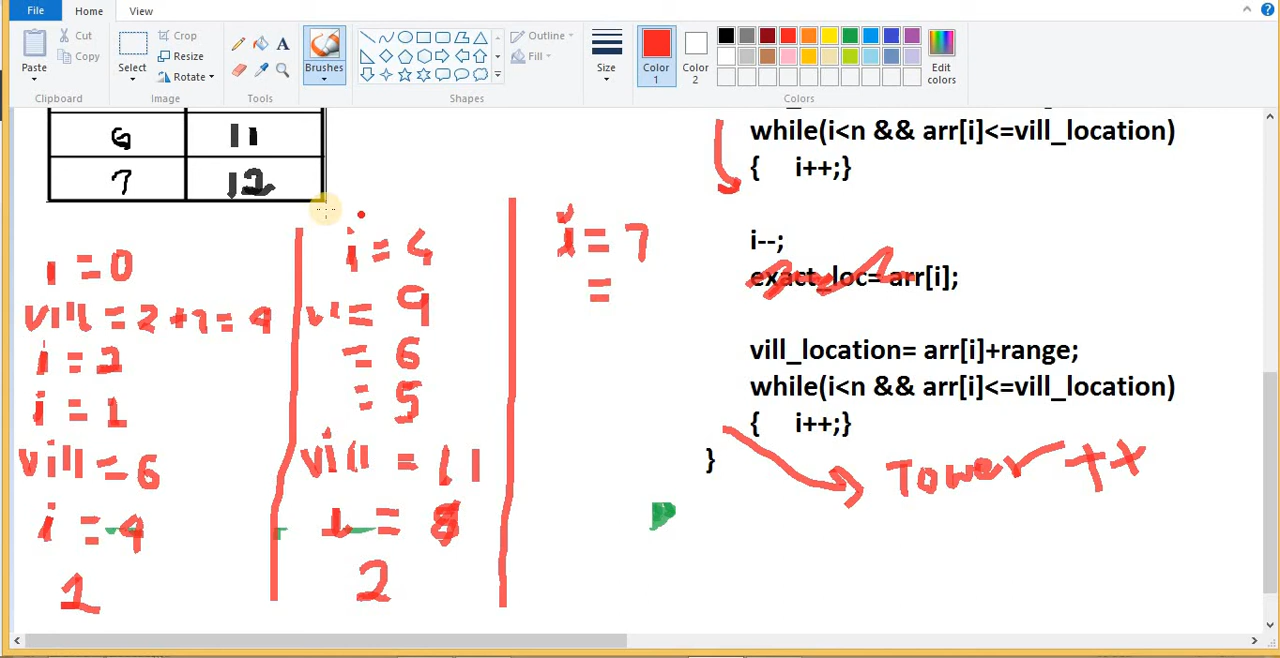 File Home View
Cut
Copy
Paste
Clipboard
Select
Crop
Resize
Rotate
Image
A
Tools
Brushes
Outline
Fill
Shapes
Size
Color 1
Color 2
Edit colors
Colors
6 11
7 12
while(i<n && arr[i]<=vill_location)
{ i++;}
i--;
exact_loc= arr[i];
vill_location= arr[i]+range;
while(i<n && arr[i]<=vill_location)
{ i++;}
}
Tower ++
i = 0
vill = 2 + 2 = 4
i = 2
i = 1
vill = 6
i = 4
1
i = 4
vi = 9
= 6
= 5
vill = 11
i = 8
2
i = 7
=